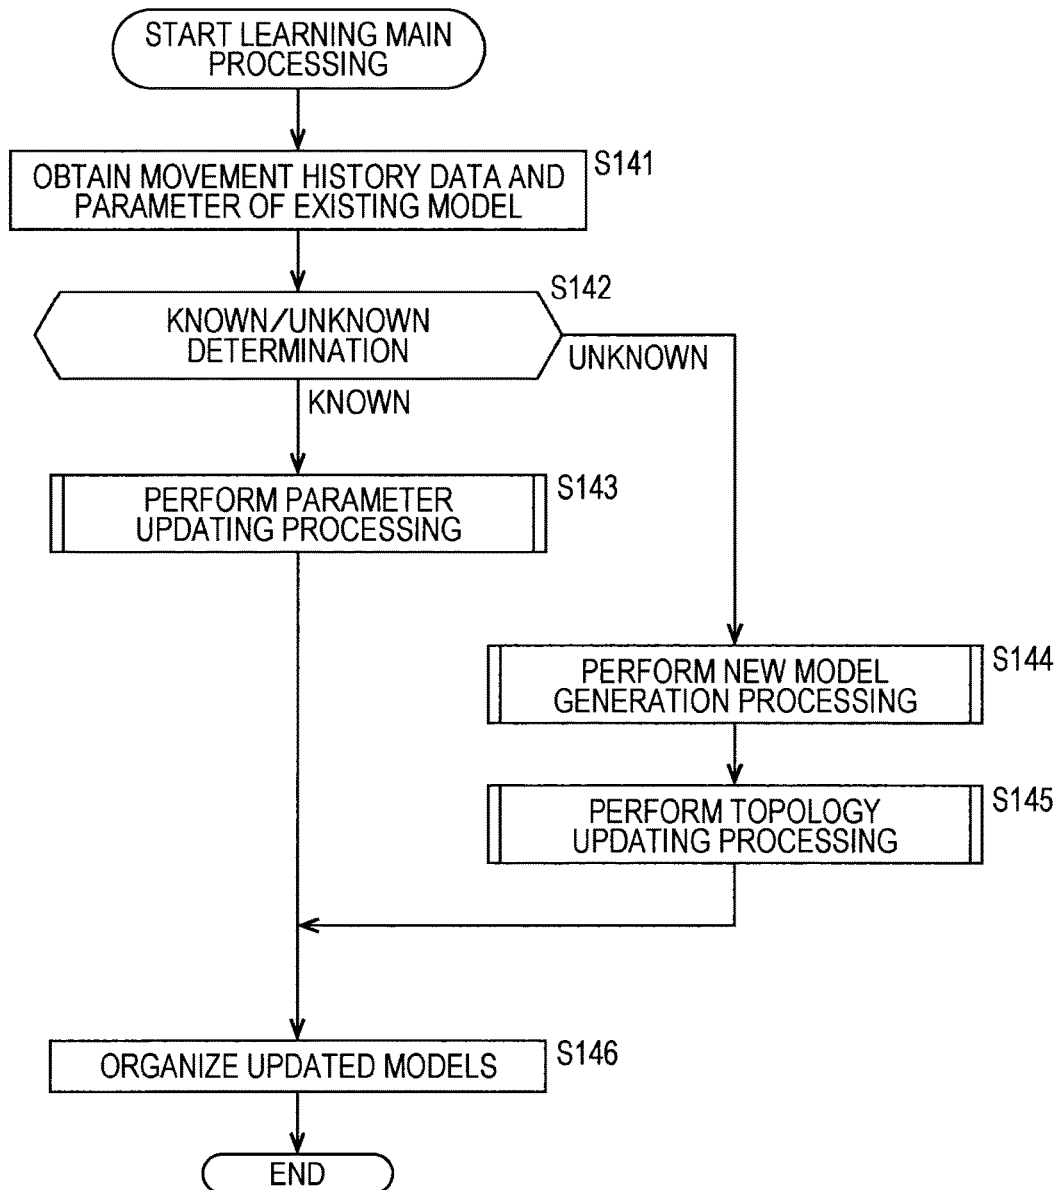 START LEARNING MAIN
PROCESSING
S141
OBTAIN MOVEMENT HISTORY DATA AND
PARAMETER OF EXISTING MODEL
S142
KNOWN/UNKNOWN
DETERMINATION
UNKNOWN
KNOWN
S143
PERFORM PARAMETER
UPDATING PROCESSING
S144
PERFORM NEW MODEL
GENERATION PROCESSING
S145
PERFORM TOPOLOGY
UPDATING PROCESSING
S146
ORGANIZE UPDATED MODELS
END